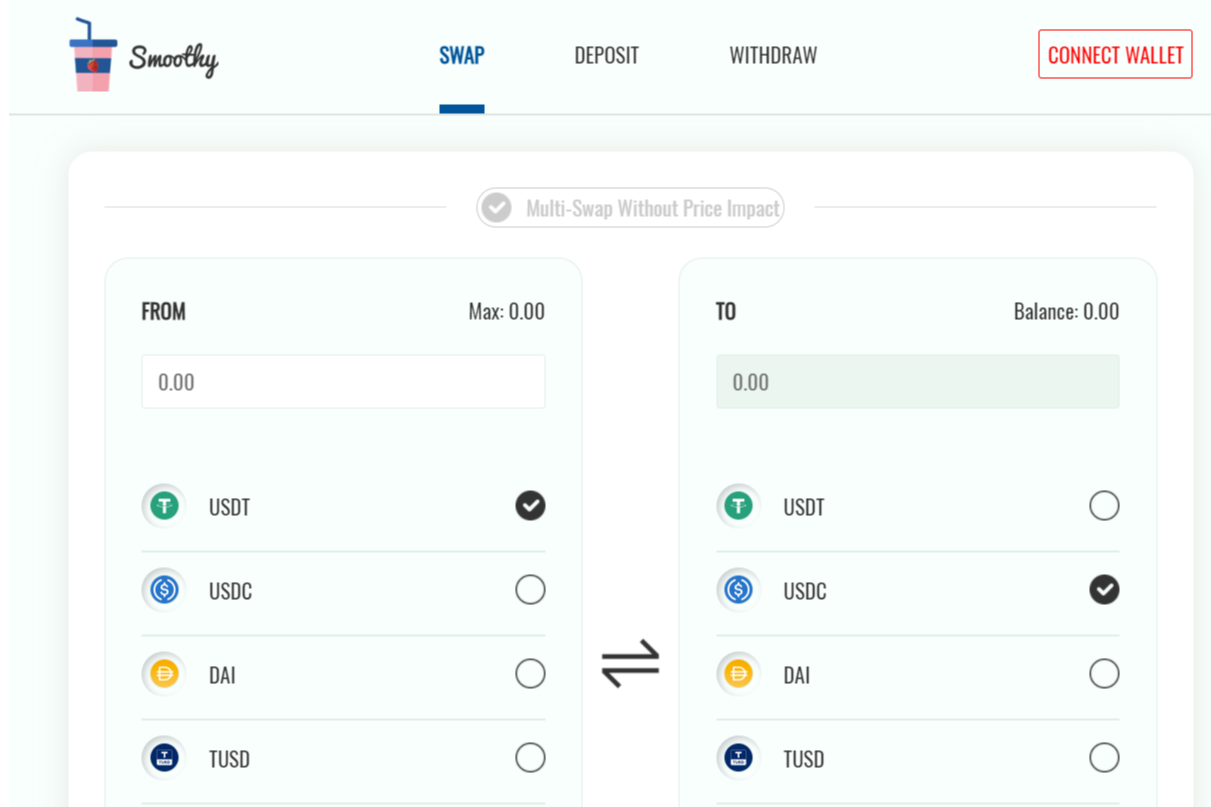 Smoothy
SWAP
DEPOSIT
WITHDRAW
CONNECT WALLET
Multi-Swap Without Price Impact
FROM
Max: 0.00
0.00
USDT
USDC
DAI
TUSD
TO
Balance: 0.00
0.00
USDT
USDC
DAI
TUSD